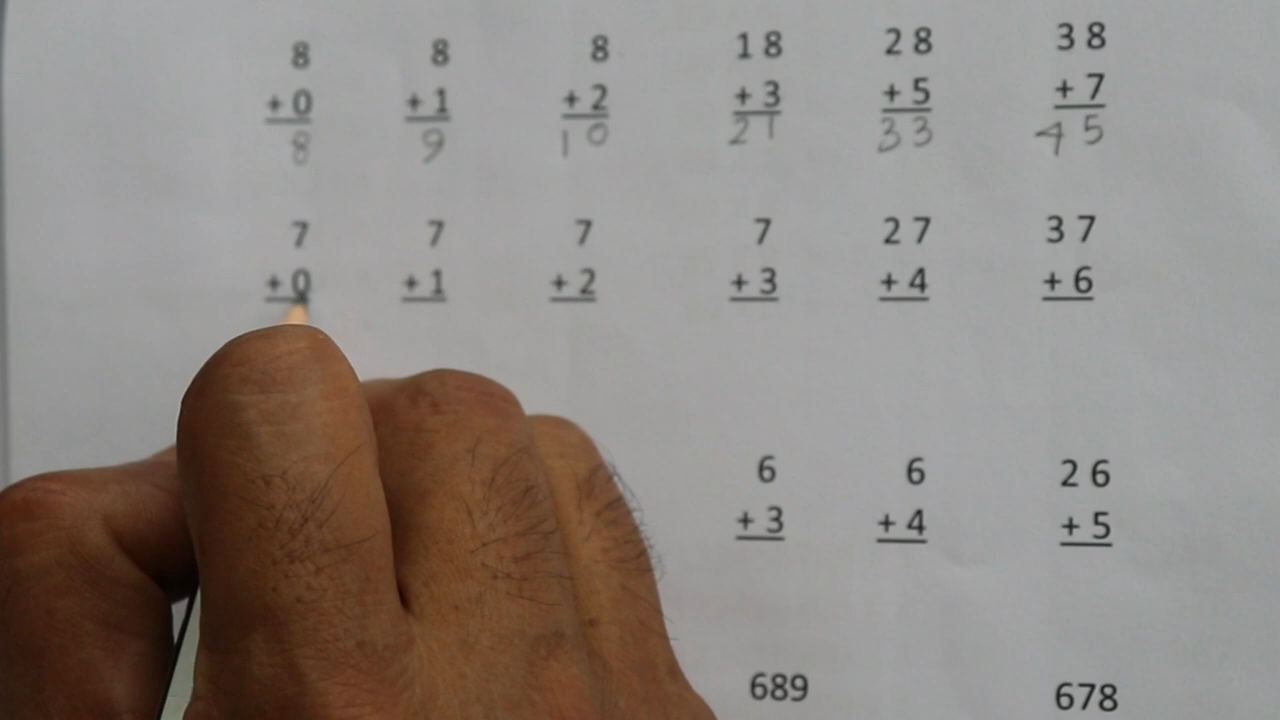 8 8 8 18 28 38
+0 +1 +2 +3 +5 +7
8 9 10 21 33 45
7 7 7 7 27 37
+0 +1 +2 +3 +4 +6
6 6 26
+3 +4 +5
689 678